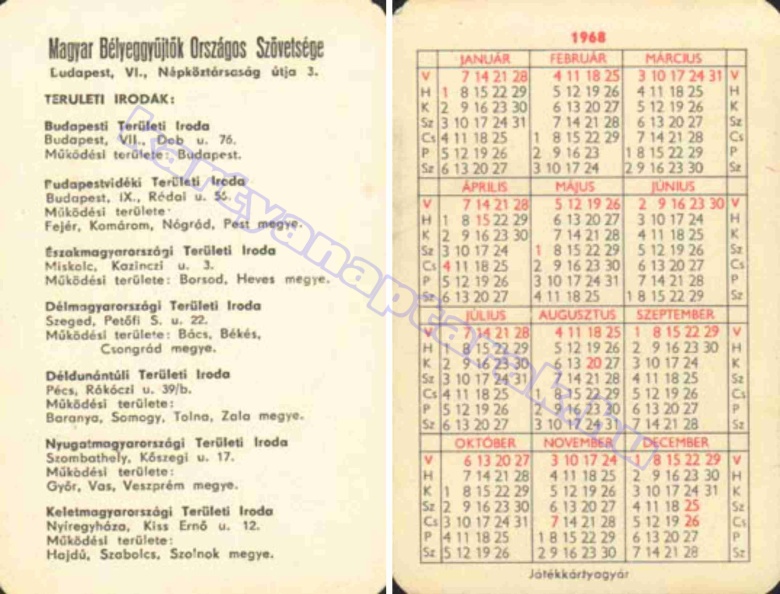 Magyar Bélyeggyűjtők Országos Szövetsége
Budapest, VI., Népköztársaság útja 3.
TERULETI IRODÁK:
Budapesti Területi Iroda
Budapest, VII., Dob u. 76.
Működési területe: Budapest.
Pudapestvidéki Területi Iroda
Budapest, IX., Rádai u. 55.
Működési területe:
Fejér, Komárom, Nógrád, Pest megye.
Északmagyarországi Területi Iroda
Miskolc, Kazinczi u. 3.
Működési területe: Borsod, Heves megye.
Délmagyarországi Területi Iroda
Szeged, Petőfi S. u. 22.
Működési területe: Bács, Békés,
Csongrád megye.
Déldunántúli Területi Iroda
Pécs, Rákóczi u. 39/b.
Működési területe:
Baranya, Somogy, Tolna, Zala megye.
Nyugatmagyarországi Területi Iroda
Szombathely, Kőszegi u. 17.
Működési területe:
Győr, Vas, Veszprém megye.
Keletmagyarországi Területi Iroda
Nyíregyháza, Kiss Ernő u. 12.
Működési területe:
Hajdú, Szabolcs, Szolnok megye.
kartyanaptarak.hu
1968
JANUÁR FEBRUÁR MÁRCIUS
V 7 14 21 28 4 11 18 25 3 10 17 24 31 V
H 1 8 15 22 29 5 12 19 26 4 11 18 25 H
K 2 9 16 23 30 6 13 20 27 5 12 19 26 K
Sz 3 10 17 24 31 7 14 21 28 6 13 20 27 Sz
Cs 4 11 18 25 1 8 15 22 29 7 14 21 28 Cs
P 5 12 19 26 2 9 16 23 1 8 15 22 29 P
Sz 6 13 20 27 3 10 17 24 2 9 16 23 30 Sz
ÁPRILIS MÁJUS JÚNIUS
V 7 14 21 28 5 12 19 26 2 9 16 23 30 V
H 1 8 15 22 29 6 13 20 27 3 10 17 24 H
K 2 9 16 23 30 7 14 21 28 4 11 18 25 K
Sz 3 10 17 24 1 8 15 22 29 5 12 19 26 Sz
Cs 4 11 18 25 2 9 16 23 30 6 13 20 27 Cs
P 5 12 19 26 3 10 17 24 31 7 14 21 28 P
Sz 6 13 20 27 4 11 18 25 1 8 15 22 29 Sz
JÚLIUS AUGUSZTUS SZEPTEMBER
V 7 14 21 28 4 11 18 25 1 8 15 22 29 V
H 1 8 15 22 29 5 12 19 26 2 9 16 23 30 H
K 2 9 16 23 30 6 13 20 27 3 10 17 24 K
Sz 3 10 17 24 31 7 14 21 28 4 11 18 25 Sz
Cs 4 11 18 25 1 8 15 22 29 5 12 19 26 Cs
P 5 12 19 26 2 9 16 23 30 6 13 20 27 P
Sz 6 13 20 27 3 10 17 24 31 7 14 21 28 Sz
OKTÓBER NOVEMBER DECEMBER
V 6 13 20 27 3 10 17 24 1 8 15 22 29 V
H 7 14 21 28 4 11 18 25 2 9 16 23 30 H
K 1 8 15 22 29 5 12 19 26 3 10 17 24 31 K
Sz 2 9 16 23 30 6 13 20 27 4 11 18 25 Sz
Cs 3 10 17 24 31 7 14 21 28 5 12 19 26 Cs
P 4 11 18 25 1 8 15 22 29 6 13 20 27 P
Sz 5 12 19 26 2 9 16 23 30 7 14 21 28 Sz
Játékkártyagyár